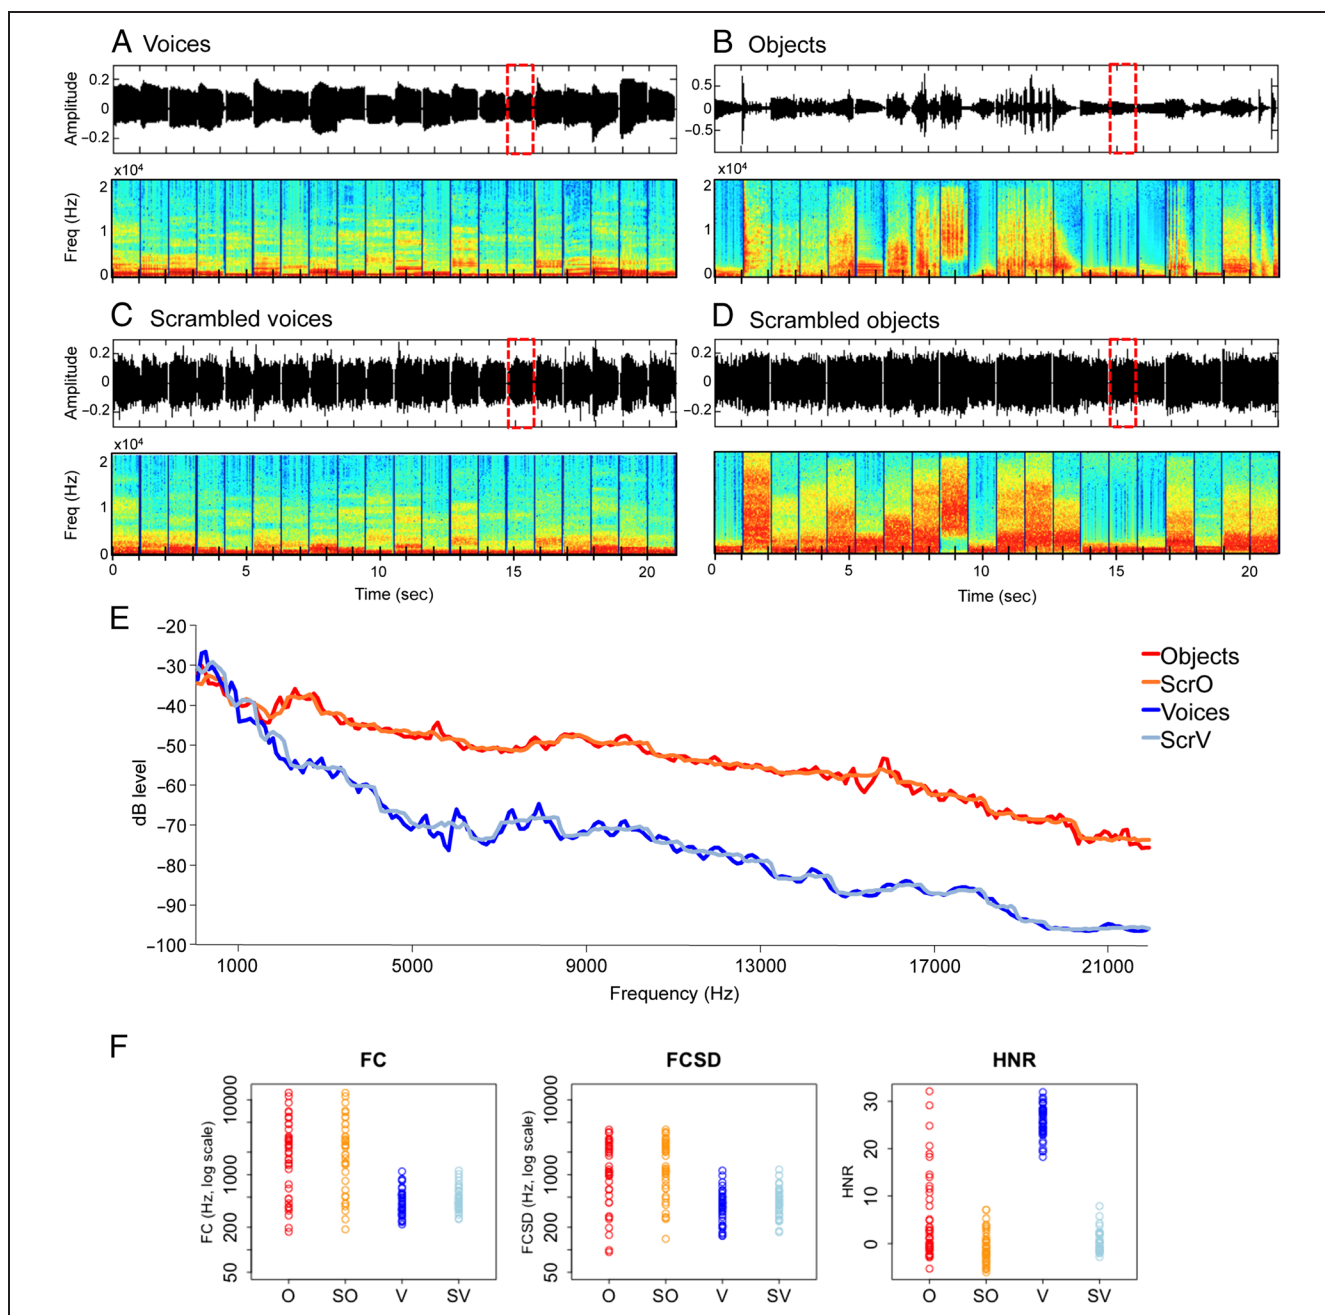 A Voices
B Objects
Amplitude
0.2
0
−0.2
0.5
0
−0.5
x10⁴
2
1
0
Freq (Hz)
x10⁴
2
1
0
C Scrambled voices
D Scrambled objects
Amplitude
0.2
0
−0.2
0.2
0
−0.2
x10⁴
2
1
0
Freq (Hz)
0 5 10 15 20
Time (sec)
0 5 10 15 20
Time (sec)
E
−20
−30
−40
−50
−60
−70
−80
−90
−100
dB level
Objects
ScrO
Voices
ScrV
1000 5000 9000 13000 17000 21000
Frequency (Hz)
F
FC
FC (Hz, log scale)
10000
1000
200
50
O SO V SV
FCSD
FCSD (Hz, log scale)
10000
1000
200
50
O SO V SV
HNR
HNR
30
20
10
0
O SO V SV